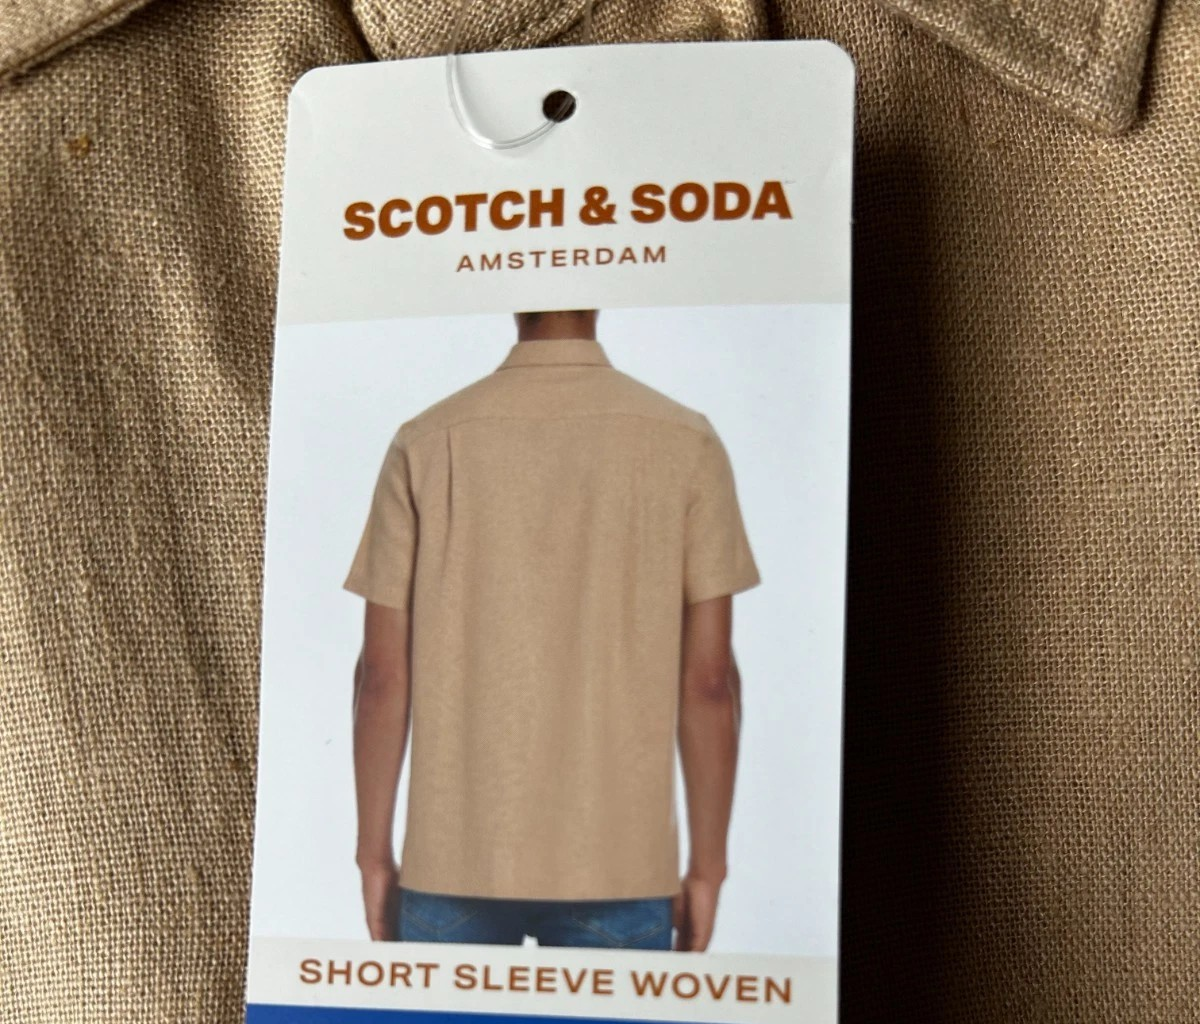 SCOTCH & SODA
AMSTERDAM
SHORT SLEEVE WOVEN